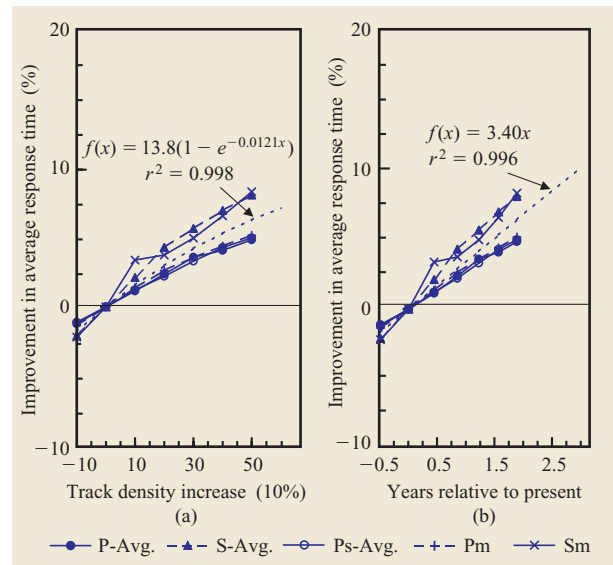 Improvement in average response time (%)
20
10
0
−10
f(x) = 13.8(1 − e^{−0.0121x})
r² = 0.998
−10 10 20 30 40 50
Track density increase (10%)
(a)
Improvement in average response time (%)
20
10
0
−10
f(x) = 3.40x
r² = 0.996
−0.5 0.5 1.5 2.5
Years relative to present
(b)
P-Avg. S-Avg. Ps-Avg. Pm Sm